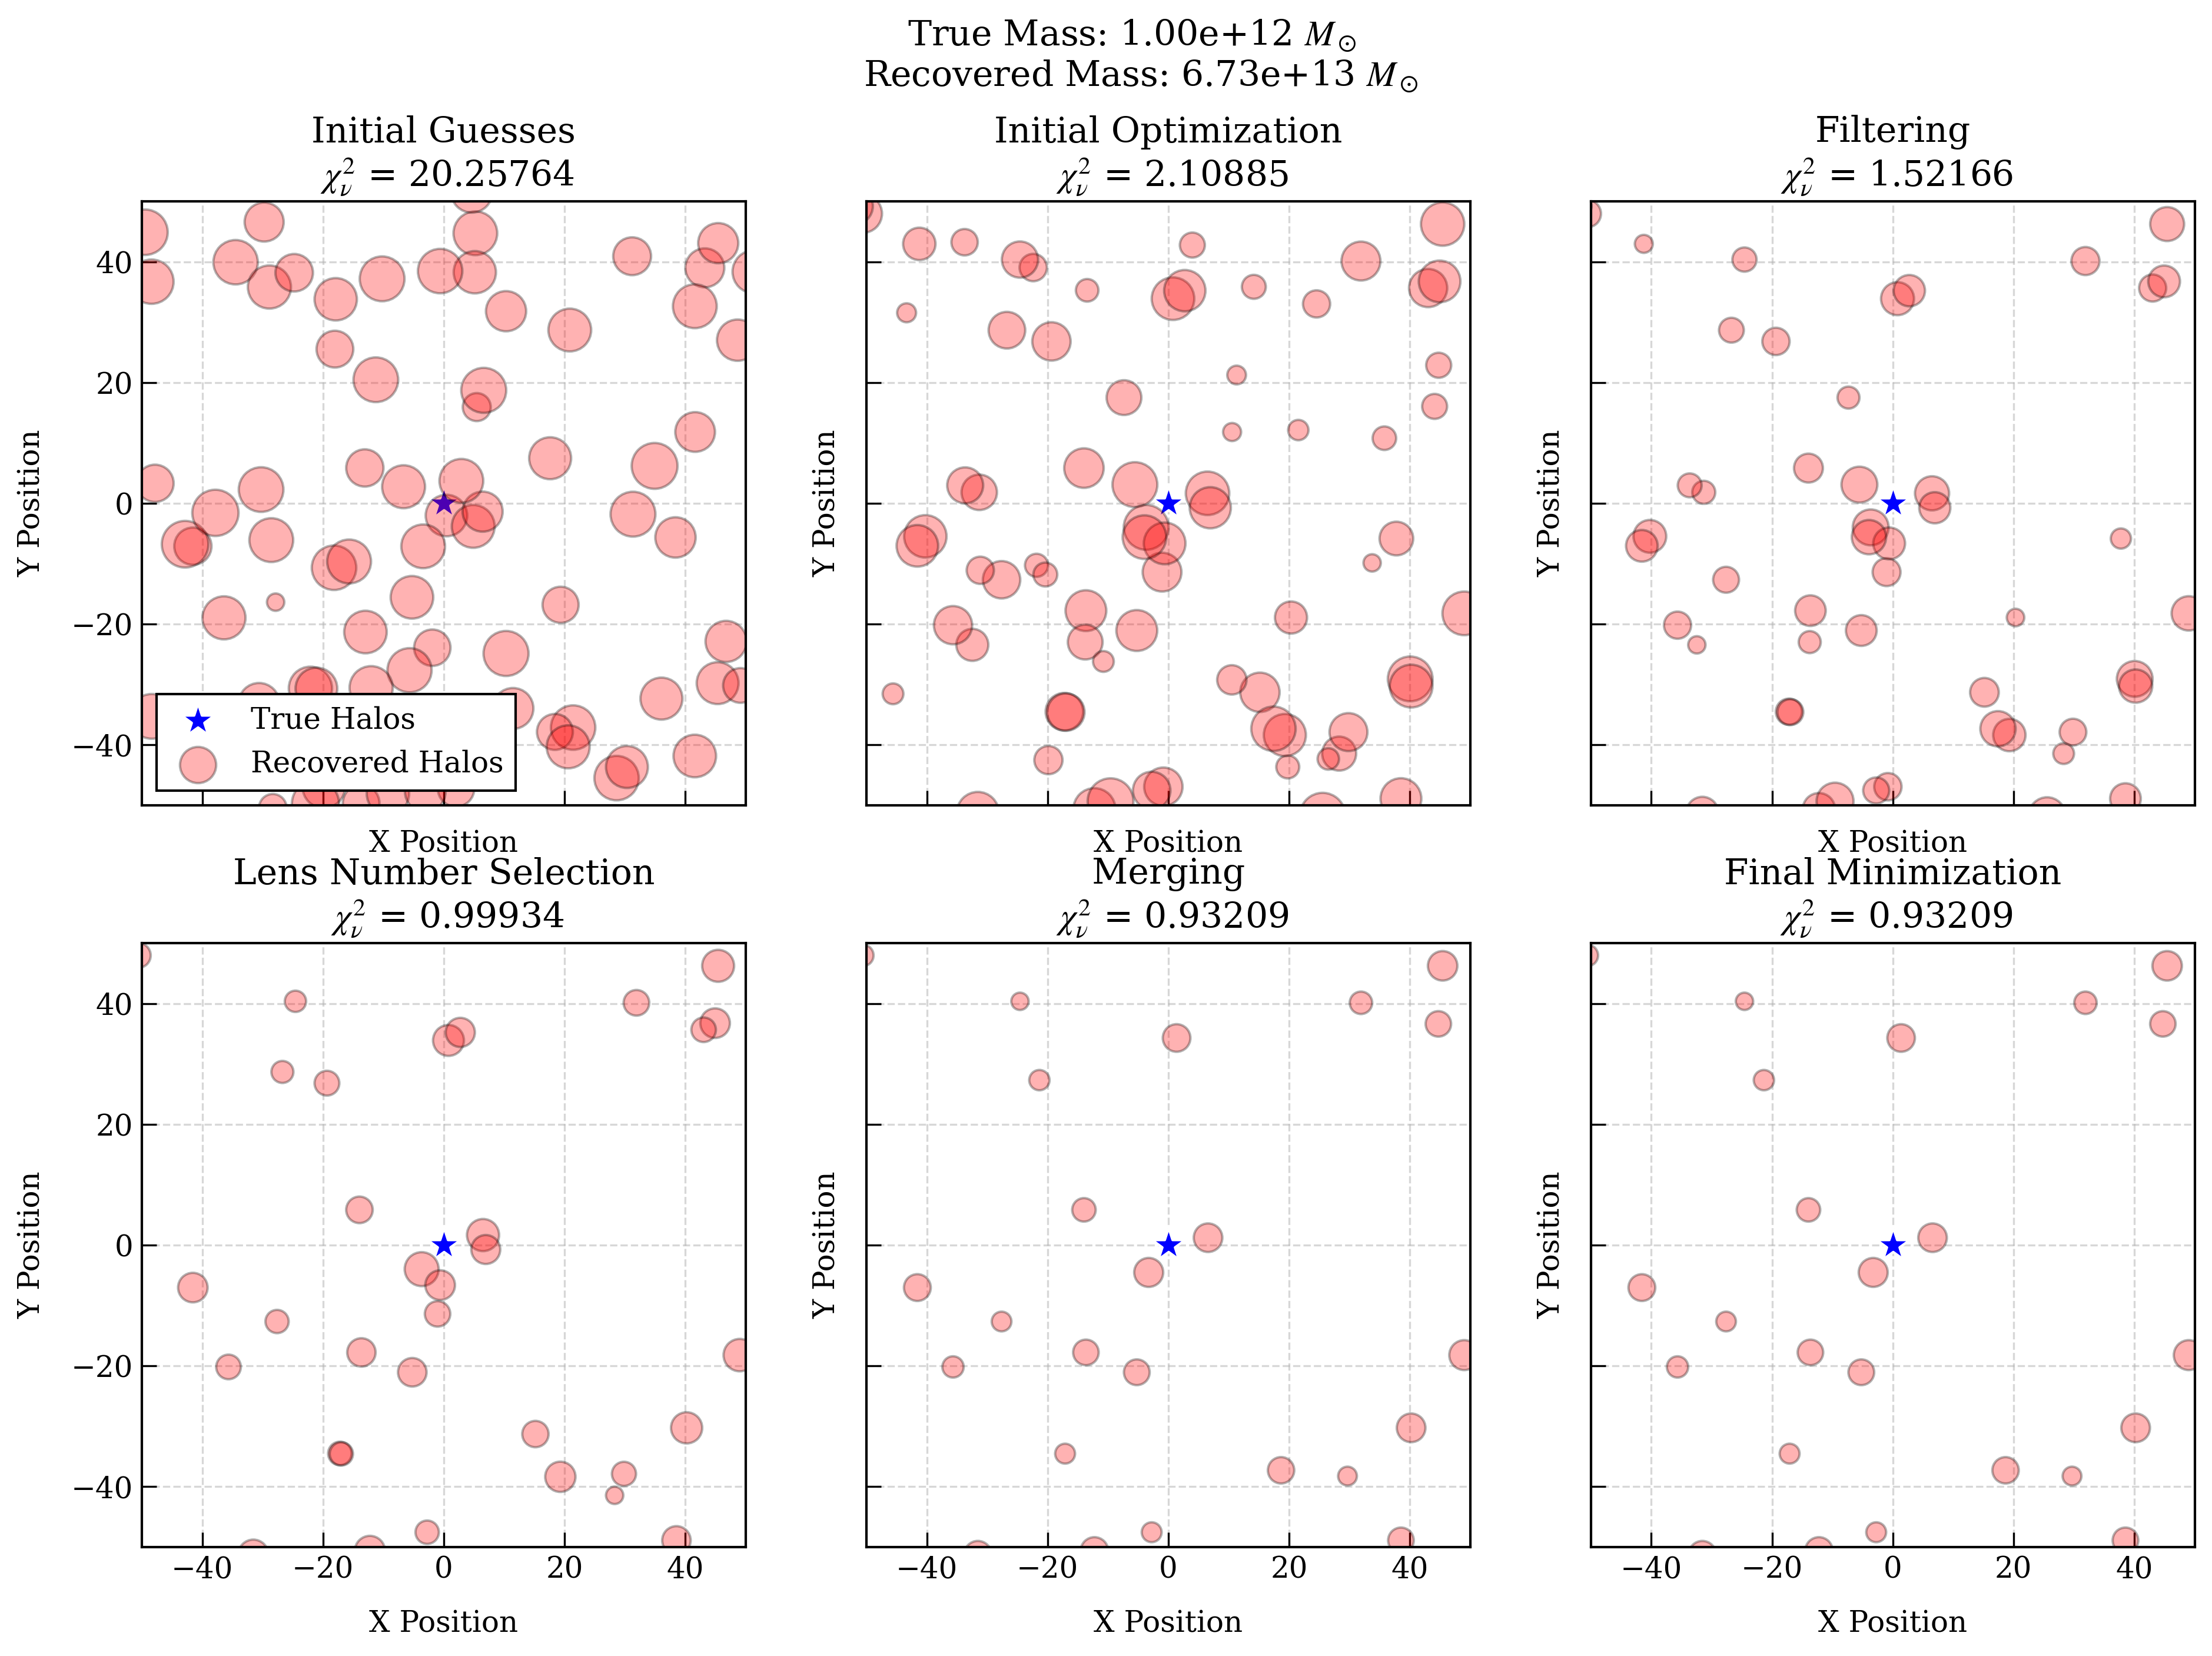 True Mass: 1.00e+12 M⊙
Recovered Mass: 6.73e+13 M⊙
Initial Guesses
χ²ν = 20.25764
Initial Optimization
χ²ν = 2.10885
Filtering
χ²ν = 1.52166
40
20
0
−20
−40
Y Position
True Halos
Recovered Halos
X Position
Y Position
X Position
Y Position
X Position
Lens Number Selection
χ²ν = 0.99934
Merging
χ²ν = 0.93209
Final Minimization
χ²ν = 0.93209
40
20
0
−20
−40
Y Position
−40 −20 0 20 40
X Position
Y Position
−40 −20 0 20 40
X Position
Y Position
−40 −20 0 20 40
X Position